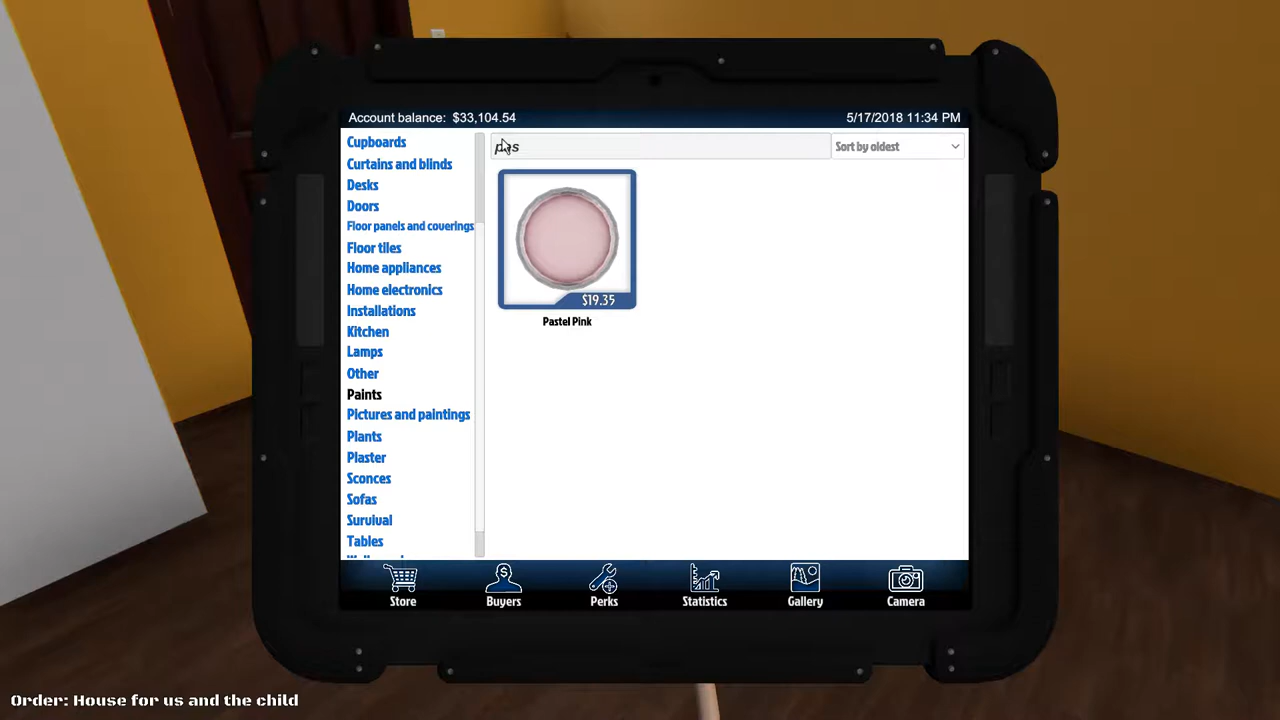 Account balance: $33,104.54
5/17/2018 11:34 PM
pas
Sort by oldest
Cupboards
Curtains and blinds
Desks
Doors
Floor panels and coverings
Floor tiles
Home appliances
Home electronics
Installations
Kitchen
Lamps
Other
Paints
Pictures and paintings
Plants
Plaster
Sconces
Sofas
Survival
Tables
$19.35
Pastel Pink
Store
Buyers
Perks
Statistics
Gallery
Camera
Order: House for us and the child